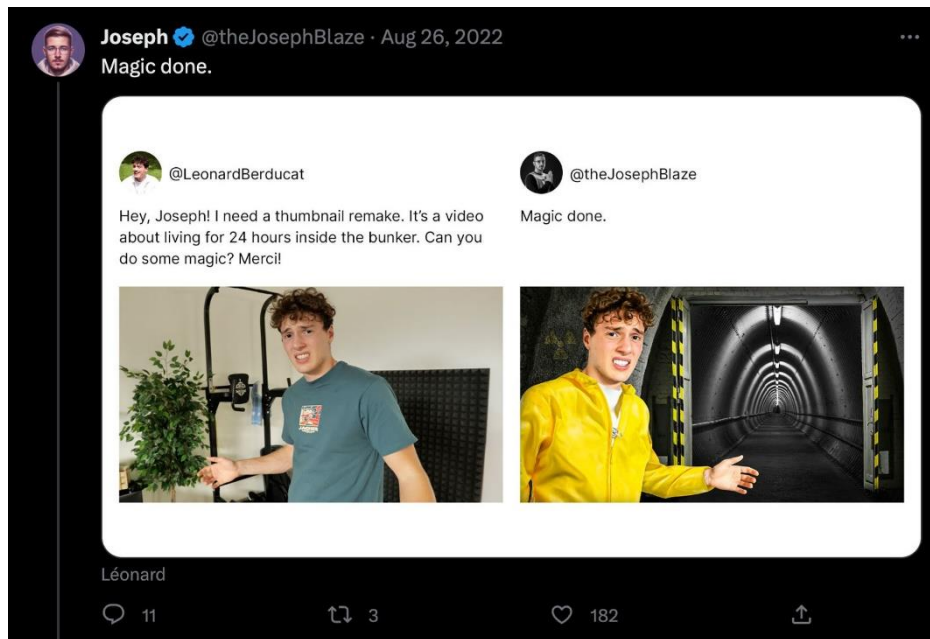 Joseph @theJosephBlaze · Aug 26, 2022
Magic done.
@LeonardBerducat
Hey, Joseph! I need a thumbnail remake. It's a video
about living for 24 hours inside the bunker. Can you
do some magic? Merci!
@theJosephBlaze
Magic done.
Léonard
11
3
182